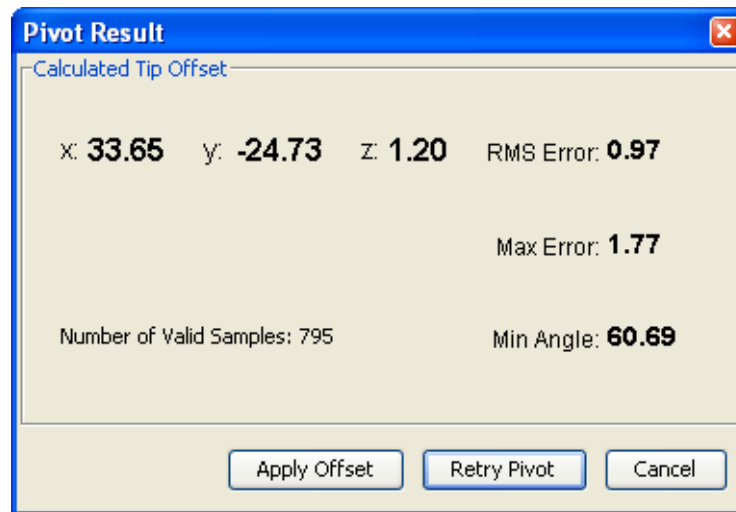 Pivot Result
Calculated Tip Offset
x: 33.65 y: -24.73 z: 1.20 RMS Error: 0.97
Max Error: 1.77
Number of Valid Samples: 795 Min Angle: 60.69
Apply Offset Retry Pivot Cancel